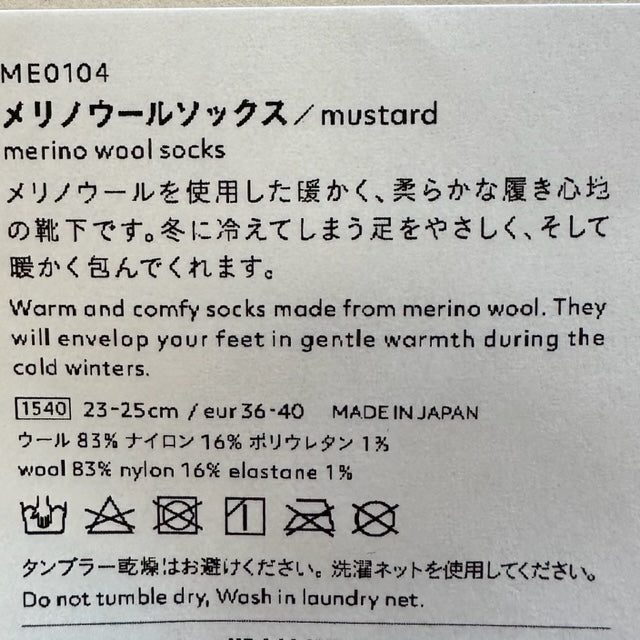 ME0104
メリノウールソックス／mustard
merino wool socks
メリノウールを使用した暖かく、柔らかな履き心地
の靴下です。冬に冷えてしまう足をやさしく、そして
暖かく包んでくれます。
Warm and comfy socks made from merino wool. They
will envelop your feet in gentle warmth during the
cold winters.
1540 23-25cm / eur 36-40 MADE IN JAPAN
ウール 83% ナイロン 16% ポリウレタン 1%
wool 83% nylon 16% elastane 1%
タンブラー乾燥はお避けください。洗濯ネットを使用してください。
Do not tumble dry, Wash in laundry net.